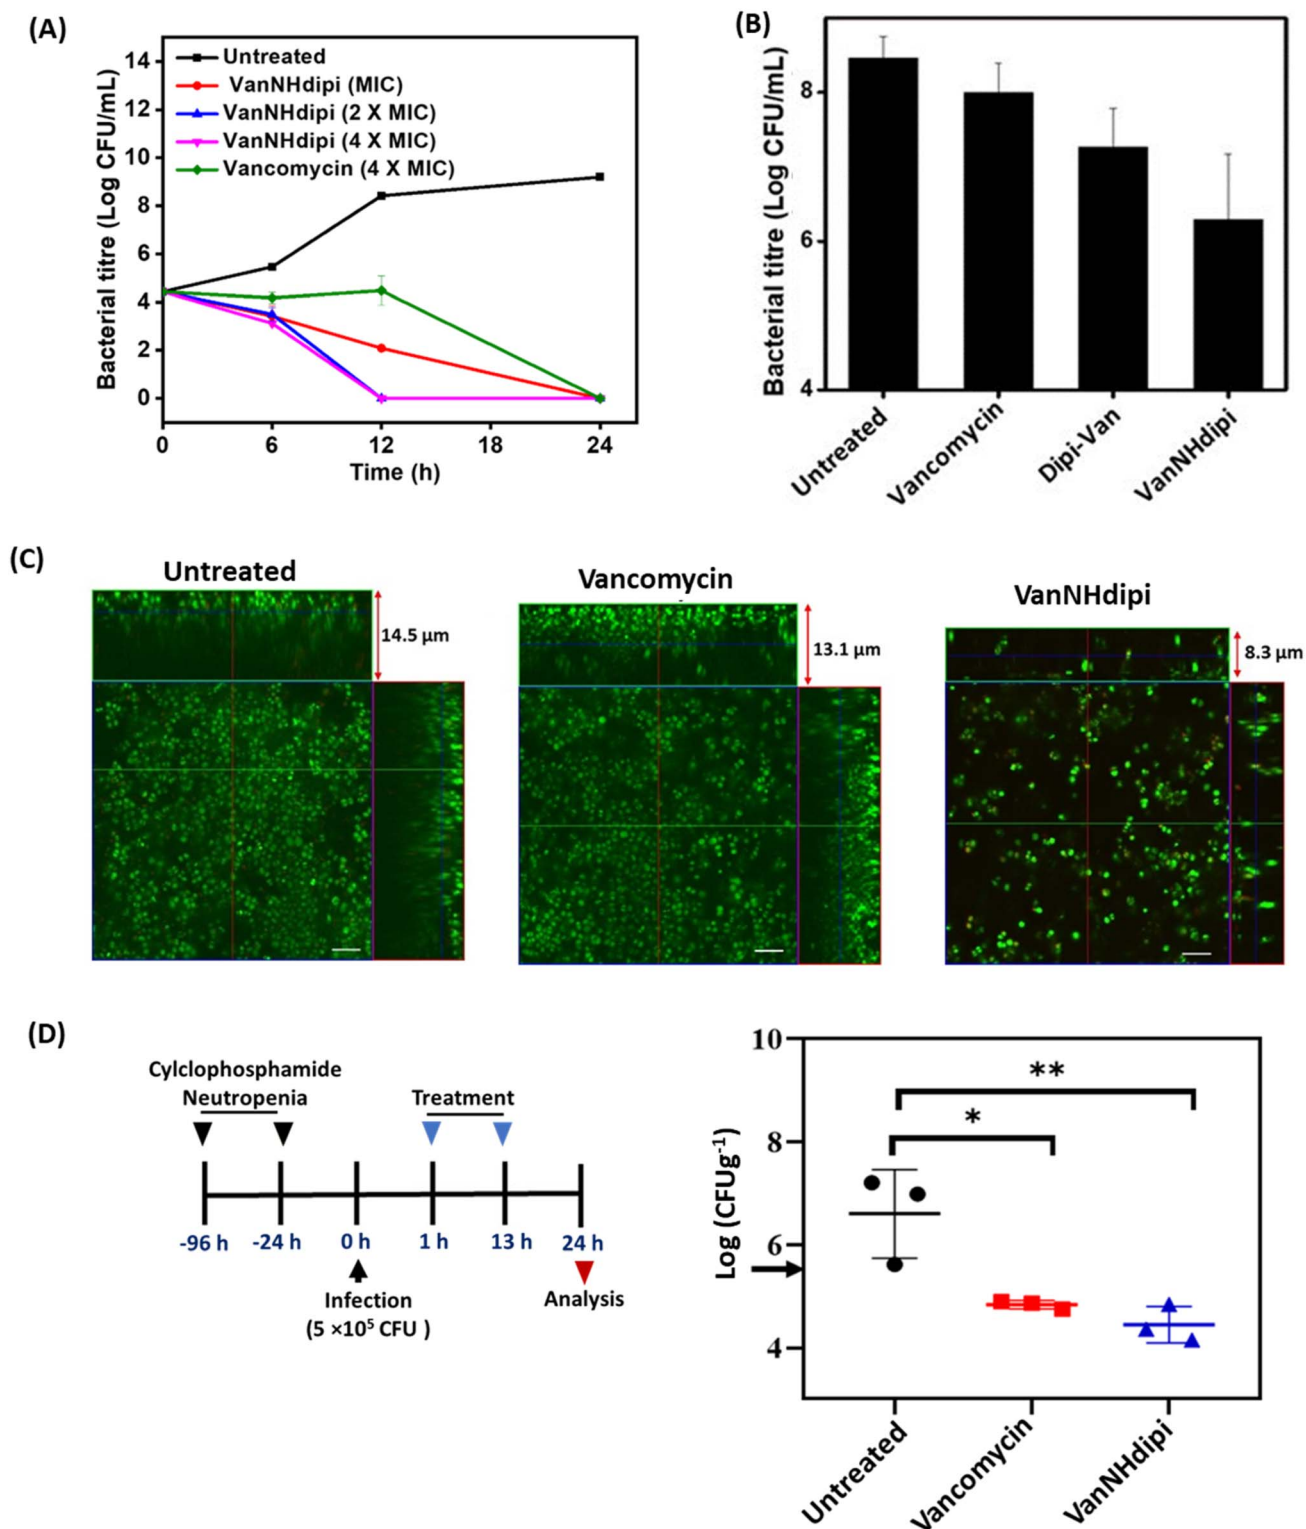 (A)
Bacterial titre (Log CFU/mL)
14
12
10
8
6
4
2
0
Untreated
VanNHdipi (MIC)
VanNHdipi (2 X MIC)
VanNHdipi (4 X MIC)
Vancomycin (4 X MIC)
0 6 12 18 24
Time (h)
(B)
Bacterial titre (Log CFU/mL)
8
6
4
Untreated
Vancomycin
Dipi-Van
VanNHdipi
(C)
Untreated
14.5 µm
Vancomycin
13.1 µm
VanNHdipi
8.3 µm
(D)
Cylclophosphamide
Neutropenia
Treatment
-96 h -24 h 0 h 1 h 13 h 24 h
Infection
(5 ×10⁵ CFU )
Analysis
Log (CFUg⁻¹)
10
8
6
4
**
*
Untreated
Vancomycin
VanNHdipi